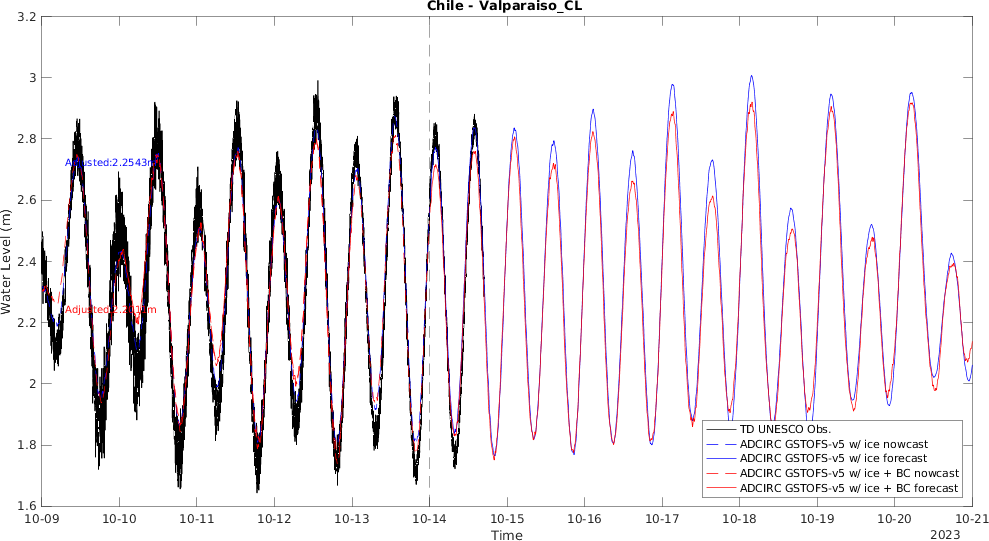 Chile - Valparaiso_CL
3.2
3
2.8
2.6
2.4
2.2
2
1.8
1.6
Water Level (m)
Adjusted:2.2543m
TD UNESCO Obs.
ADCIRC GSTOFS-v5 w/ ice nowcast
ADCIRC GSTOFS-v5 w/ ice forecast
ADCIRC GSTOFS-v5 w/ ice + BC nowcast
ADCIRC GSTOFS-v5 w/ ice + BC forecast
10-09 10-10 10-11 10-12 10-13 10-14 10-15 10-16 10-17 10-18 10-19 10-20 10-21
Time
2023